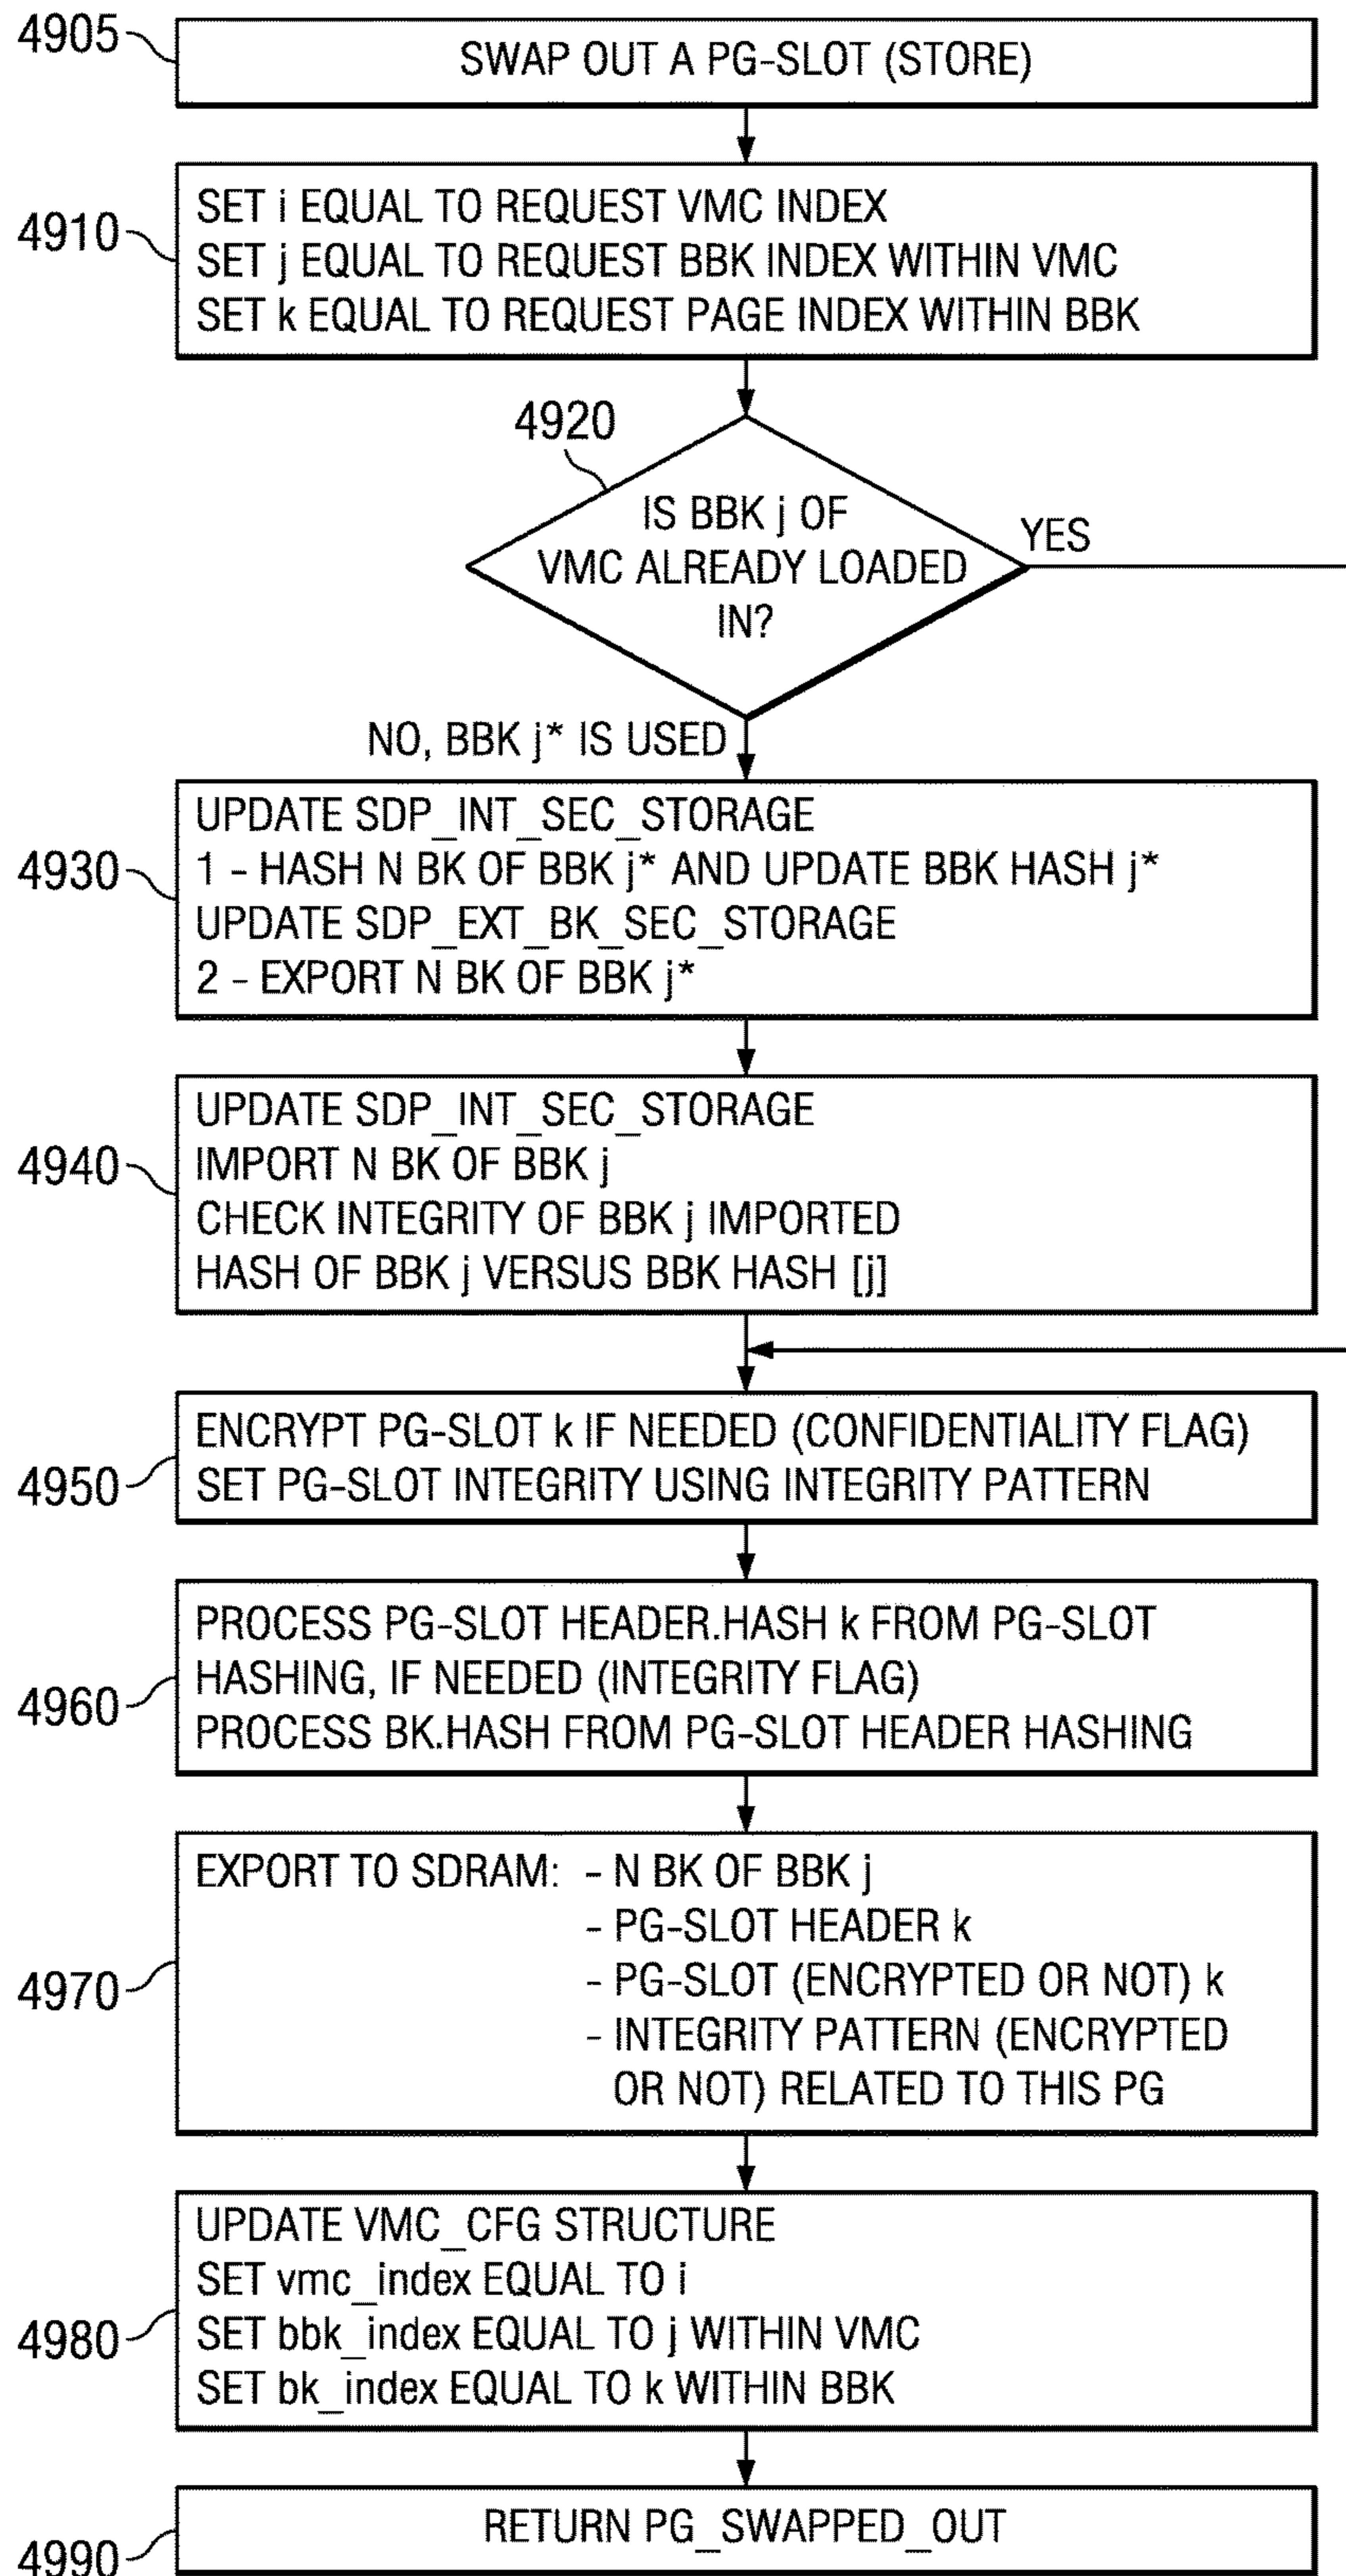 4905
SWAP OUT A PG-SLOT (STORE)
4910
SET i EQUAL TO REQUEST VMC INDEX
SET j EQUAL TO REQUEST BBK INDEX WITHIN VMC
SET k EQUAL TO REQUEST PAGE INDEX WITHIN BBK
4920
IS BBK j OF
VMC ALREADY LOADED
IN?
YES
NO, BBK j* IS USED
4930
UPDATE SDP_INT_SEC_STORAGE
1 - HASH N BK OF BBK j* AND UPDATE BBK HASH j*
UPDATE SDP_EXT_BK_SEC_STORAGE
2 - EXPORT N BK OF BBK j*
4940
UPDATE SDP_INT_SEC_STORAGE
IMPORT N BK OF BBK j
CHECK INTEGRITY OF BBK j IMPORTED
HASH OF BBK j VERSUS BBK HASH [j]
4950
ENCRYPT PG-SLOT k IF NEEDED (CONFIDENTIALITY FLAG)
SET PG-SLOT INTEGRITY USING INTEGRITY PATTERN
4960
PROCESS PG-SLOT HEADER.HASH k FROM PG-SLOT
HASHING, IF NEEDED (INTEGRITY FLAG)
PROCESS BK.HASH FROM PG-SLOT HEADER HASHING
4970
EXPORT TO SDRAM: - N BK OF BBK j
- PG-SLOT HEADER k
- PG-SLOT (ENCRYPTED OR NOT) k
- INTEGRITY PATTERN (ENCRYPTED
OR NOT) RELATED TO THIS PG
4980
UPDATE VMC_CFG STRUCTURE
SET vmc_index EQUAL TO i
SET bbk_index EQUAL TO j WITHIN VMC
SET bk_index EQUAL TO k WITHIN BBK
4990
RETURN PG_SWAPPED_OUT